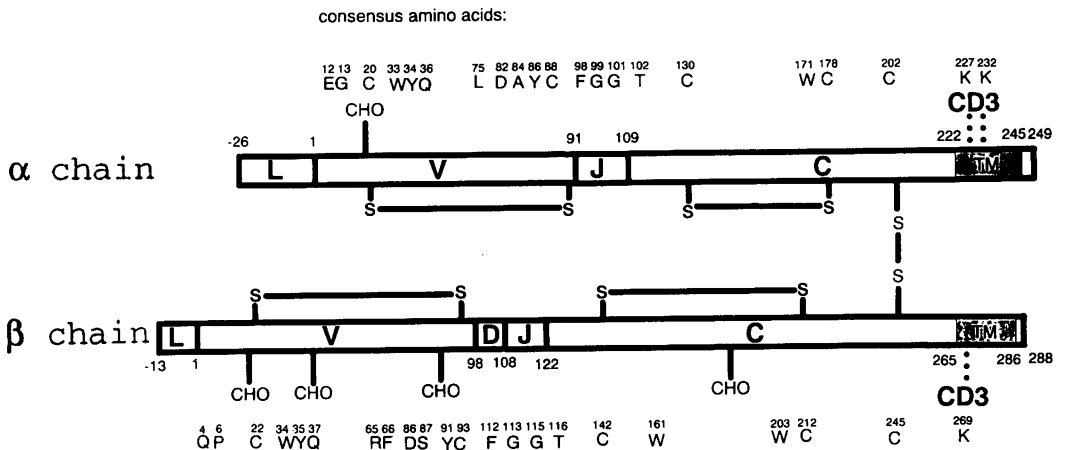 consensus amino acids:
12 13 20 33 34 36 75 82 84 86 88 98 99 101 102 130 171 178 202 227 232
EG C WYQ L D A Y C F G G T C W C C K K
CHO CD3
-26 1 91 109 222 245 249
α chain L V J C TM
S S S S S
S
S S S S
β chain L V D J C TM
-13 1 98 108 122 265 286 288
CHO CHO CHO CHO CD3
4 6 22 34 35 37 65 66 86 87 91 93 112 113 115 116 142 161 203 212 245 269
Q P C WYQ RF DS YC F G G T C W W C C K